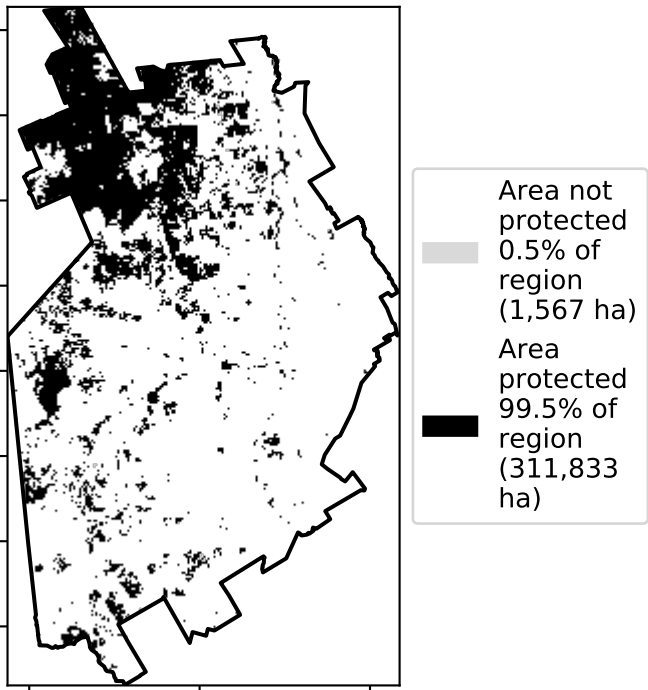 Area not
protected
0.5% of
region
(1,567 ha)
Area
protected
99.5% of
region
(311,833
ha)